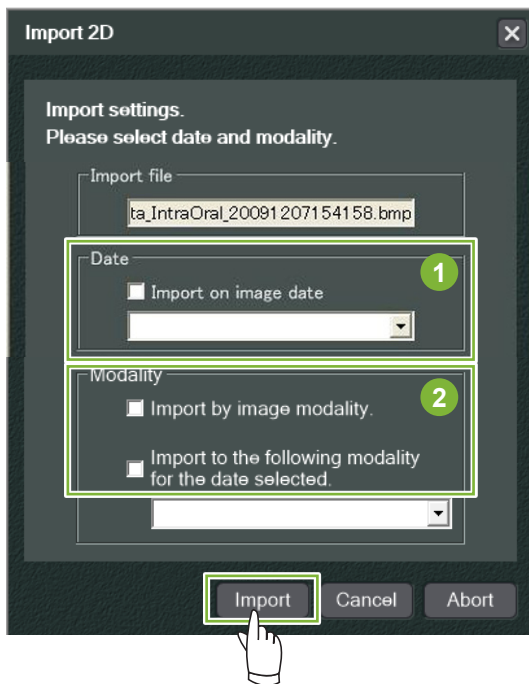 Import 2D
Import settings.
Please select date and modality.
Import file
ta_IntraOral_20091207154158.bmp
Date
1
Import on image date
Modality
2
Import by image modality.
Import to the following modality
for the date selected.
Import Cancel Abort